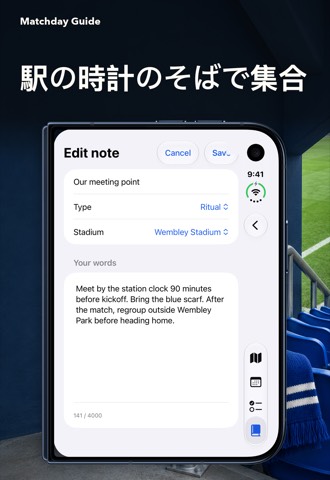 Matchday Guide
駅の時計のそばで集合
Edit note
Cancel
Sav..
9:41
Our meeting point
Type
Ritual
Stadium
Wembley Stadium
Your words
Meet by the station clock 90 minutes
before kickoff. Bring the blue scarf. After
the match, regroup outside Wembley
Park before heading home.
141 / 4000